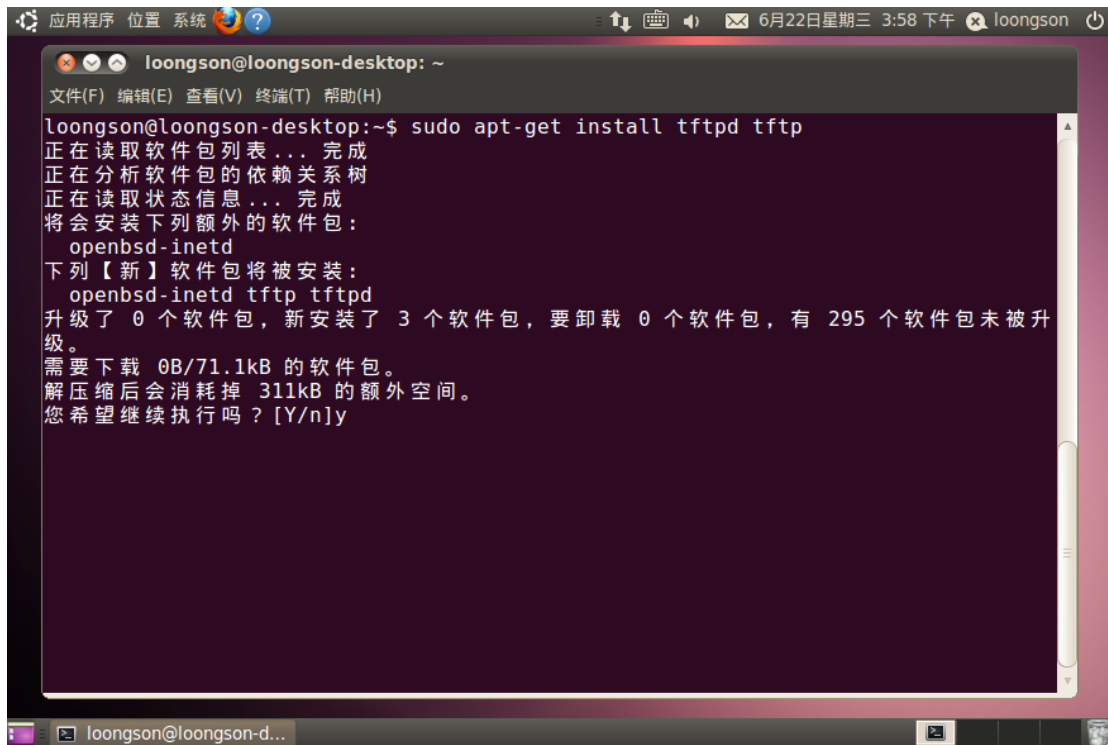 应用程序 位置 系统 6月22日星期三 3:58 下午 loongson
loongson@loongson-desktop: ~
文件(F) 编辑(E) 查看(V) 终端(T) 帮助(H)
loongson@loongson-desktop:~$ sudo apt-get install tftpd tftp
正在读取软件包列表... 完成
正在分析软件包的依赖关系树
正在读取状态信息... 完成
将会安装下列额外的软件包:
openbsd-inetd
下列【新】软件包将被安装:
openbsd-inetd tftp tftpd
升级了 0 个软件包, 新安装了 3 个软件包, 要卸载 0 个软件包, 有 295 个软件包未被升
级。
需要下载 0B/71.1kB 的软件包。
解压缩后会消耗掉 311kB 的额外空间。
您希望继续执行吗？[Y/n]y
loongson@loongson-d...